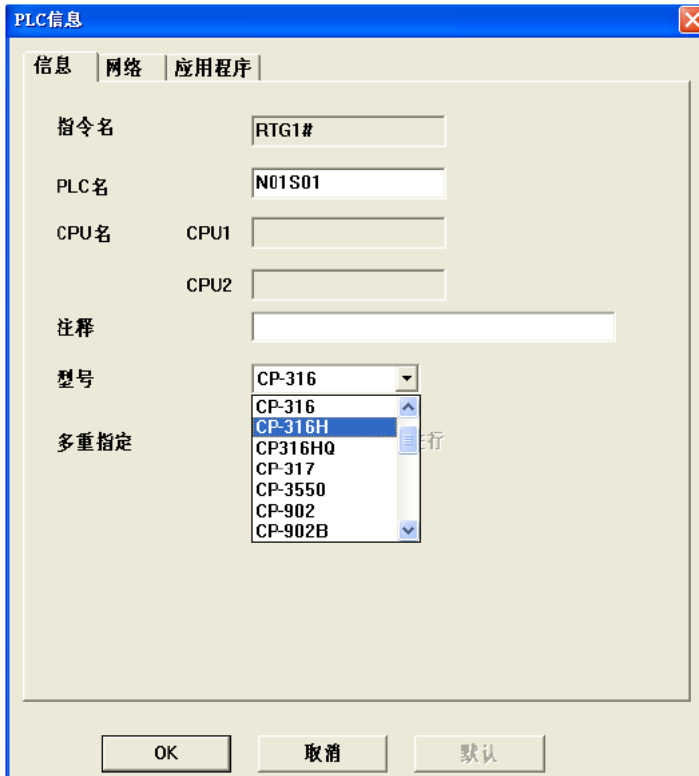 PLC信息
信息 网络 应用程序
指令名 RTG1#
PLC名 N01S01
CPU名 CPU1
CPU2
注释
型号 CP-316
CP-316
CP-316H
多重指定 行
CP316HQ
CP-317
CP-3550
CP-902
CP-902B
OK 取消 默认